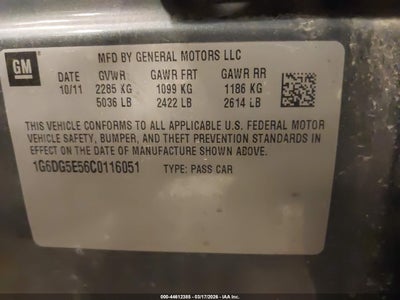 GM
MFD BY GENERAL MOTORS LLC
DATE GVWR GAWR FRT GAWR RR
10/11 2285 KG 1099 KG 1186 KG
5036 LB 2422 LB 2614 LB
THIS VEHICLE CONFORMS TO ALL APPLICABLE U.S. FEDERAL MOTOR
VEHICLE SAFETY, BUMPER, AND THEFT PREVENTION STANDARDS
IN EFFECT ON THE DATE OF MANUFACTURE SHOWN ABOVE.
1G6DG5E56C0116051 TYPE: PASS CAR
000-44612385 - 03/17/2026 - IAA Inc.